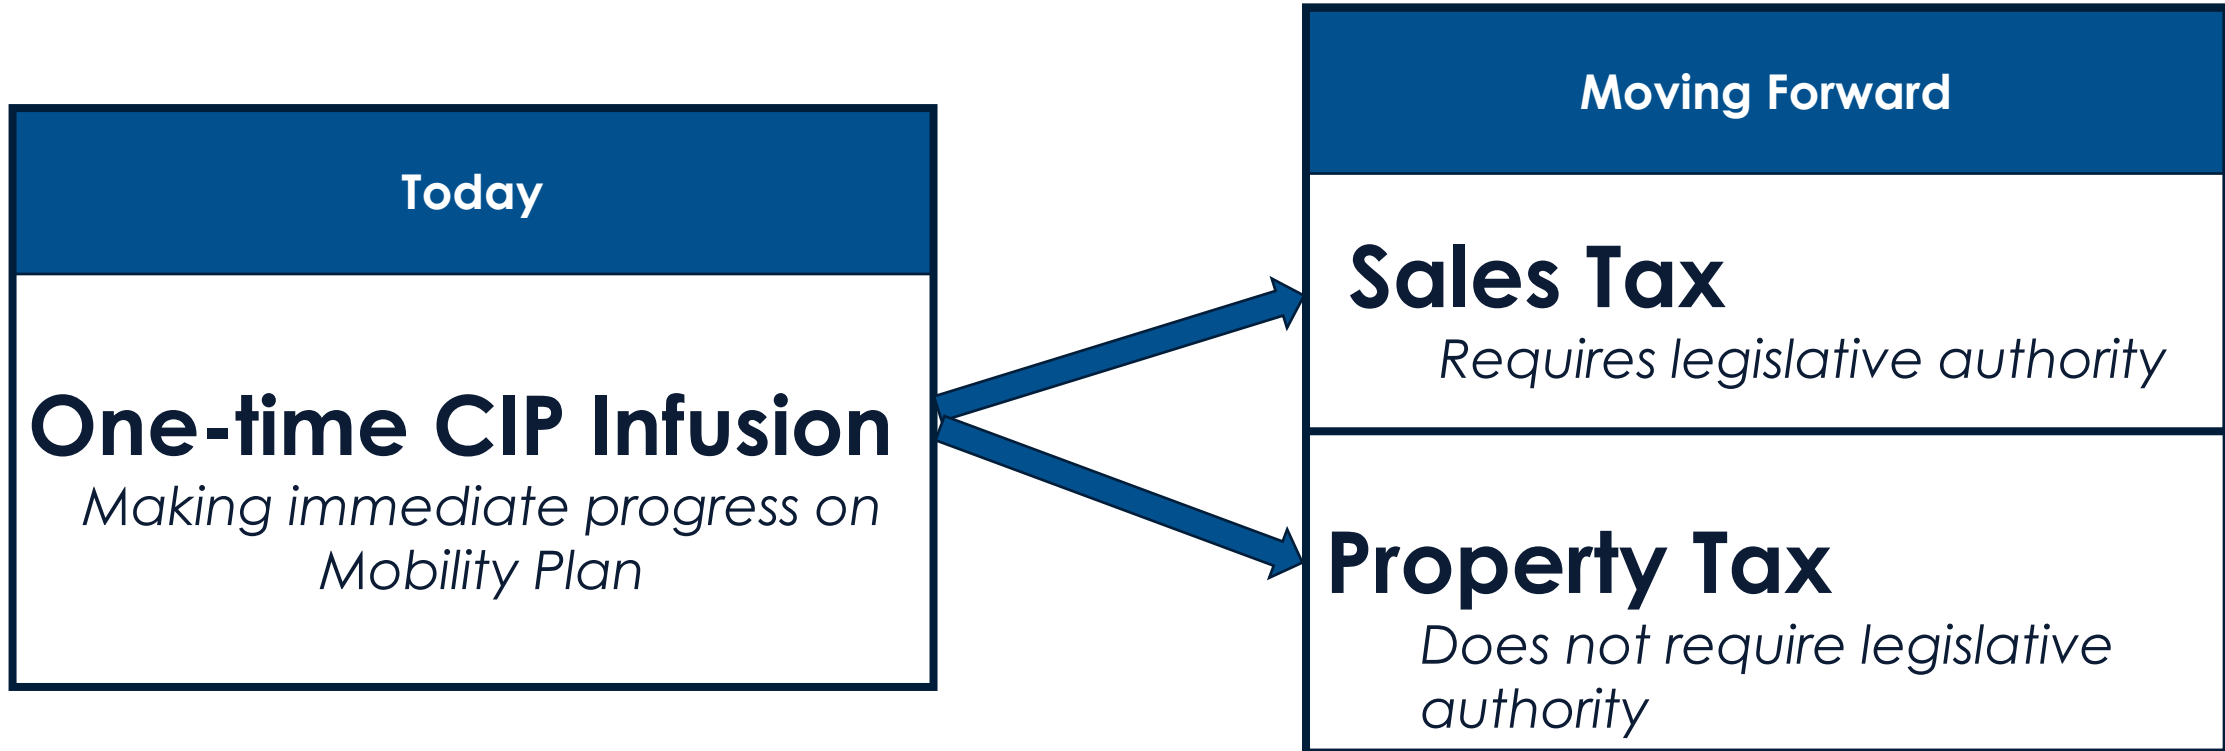 Today
One-time CIP Infusion
Making immediate progress on
Mobility Plan
Moving Forward
Sales Tax
Requires legislative authority
Property Tax
Does not require legislative
authority